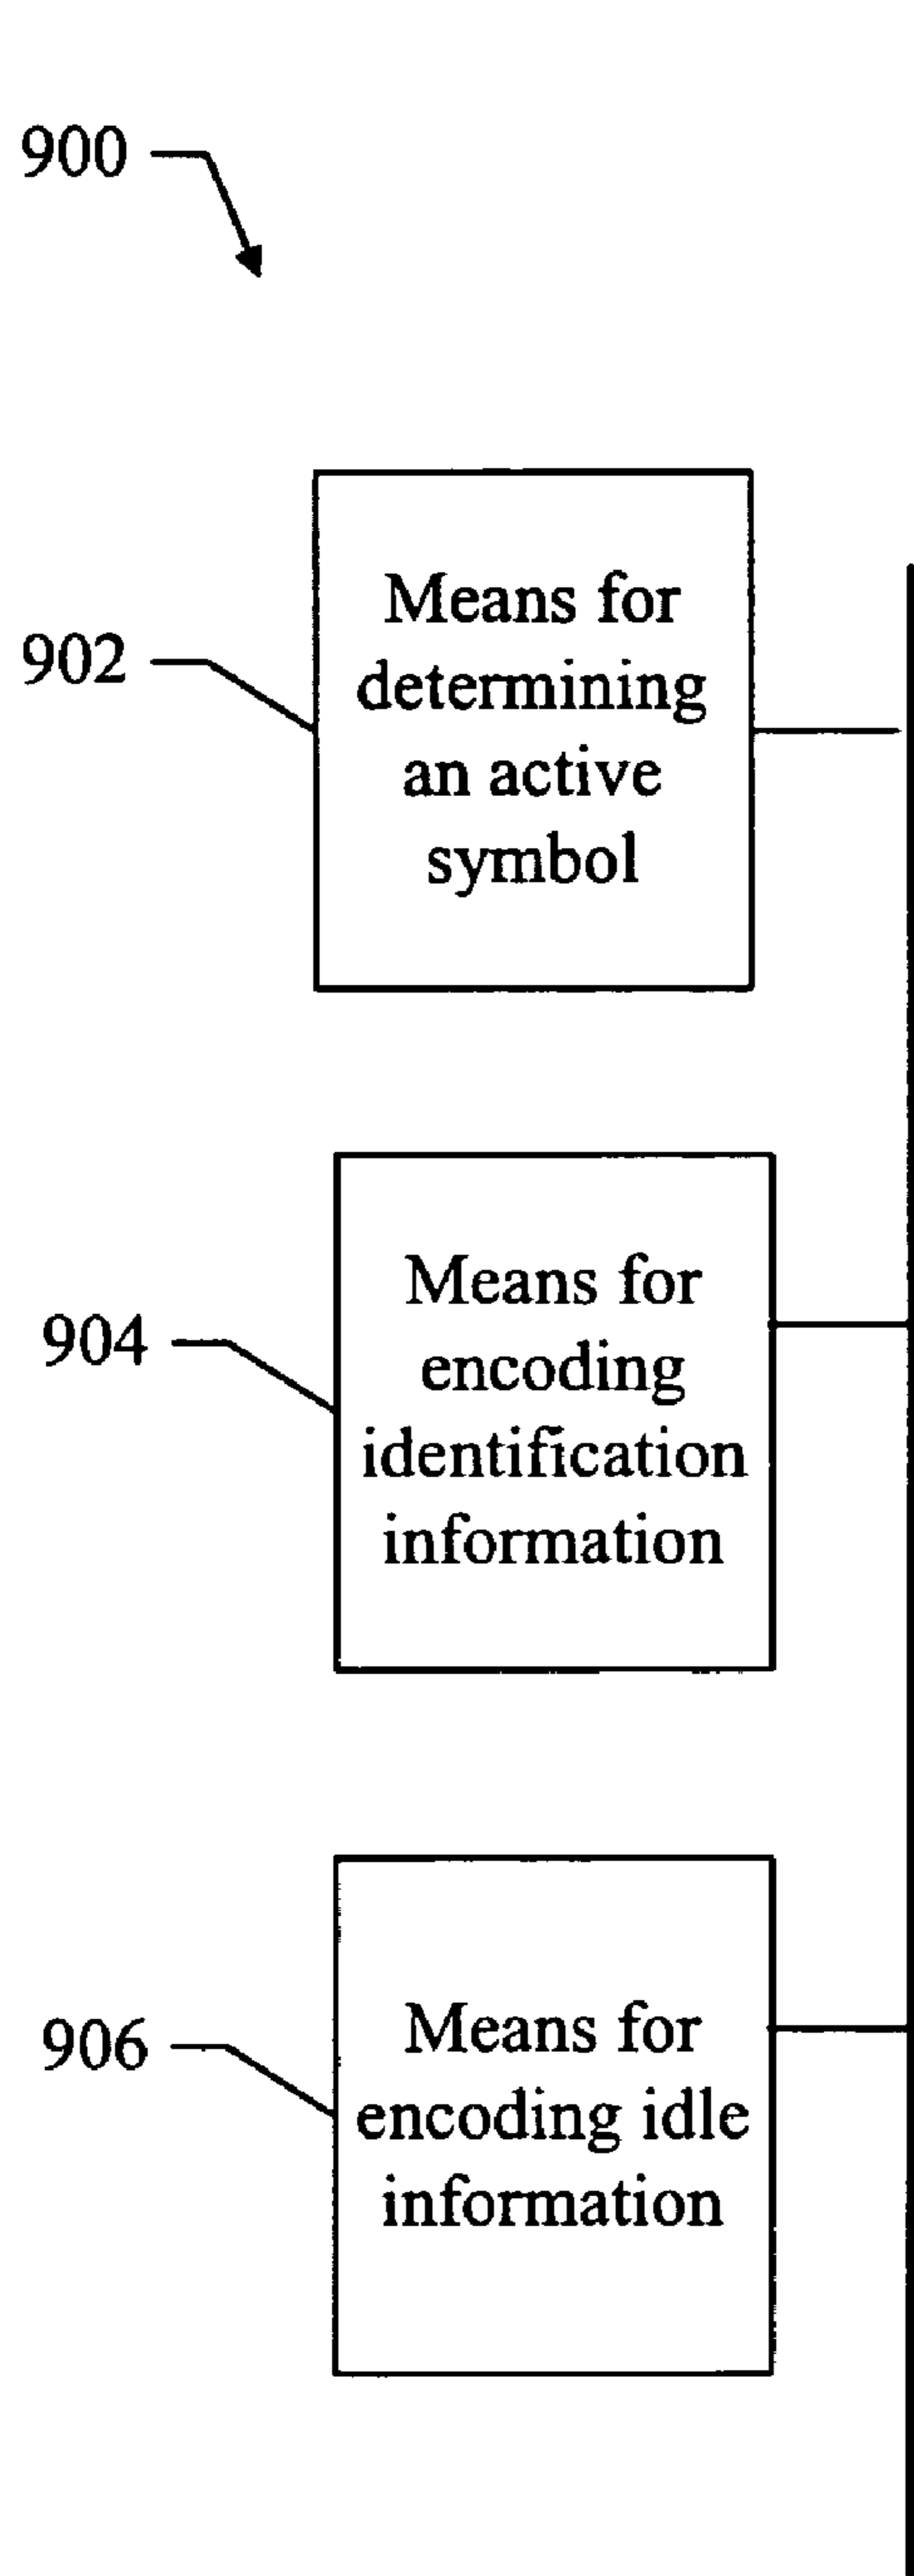 900
902
Means for
determining
an active
symbol
904
Means for
encoding
identification
information
906
Means for
encoding idle
information